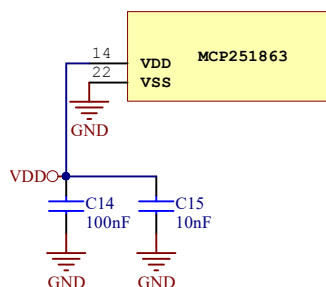 14
VDD
MCP251863
22
VSS
GND
VDD
C14
100nF
C15
10nF
GND
GND